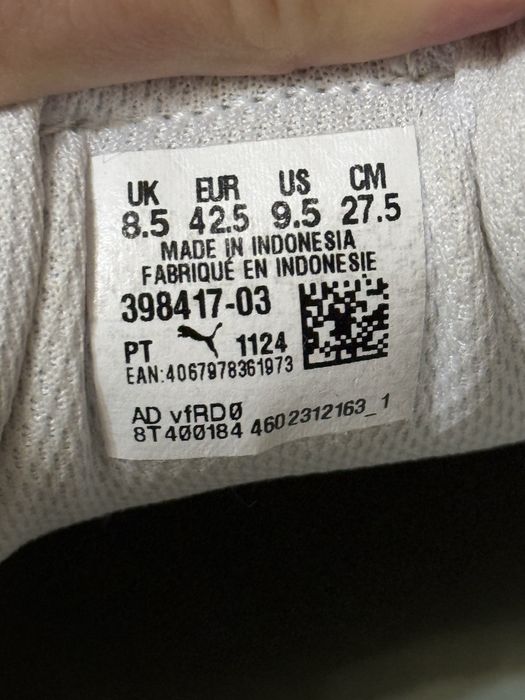 UK EUR US CM
8.5 42.5 9.5 27.5
MADE IN INDONESIA
FABRIQUÉ EN INDONESIE
398417-03
PT 1124
EAN:4067978361973
AD vfRD0
8T400184 4602312163_1